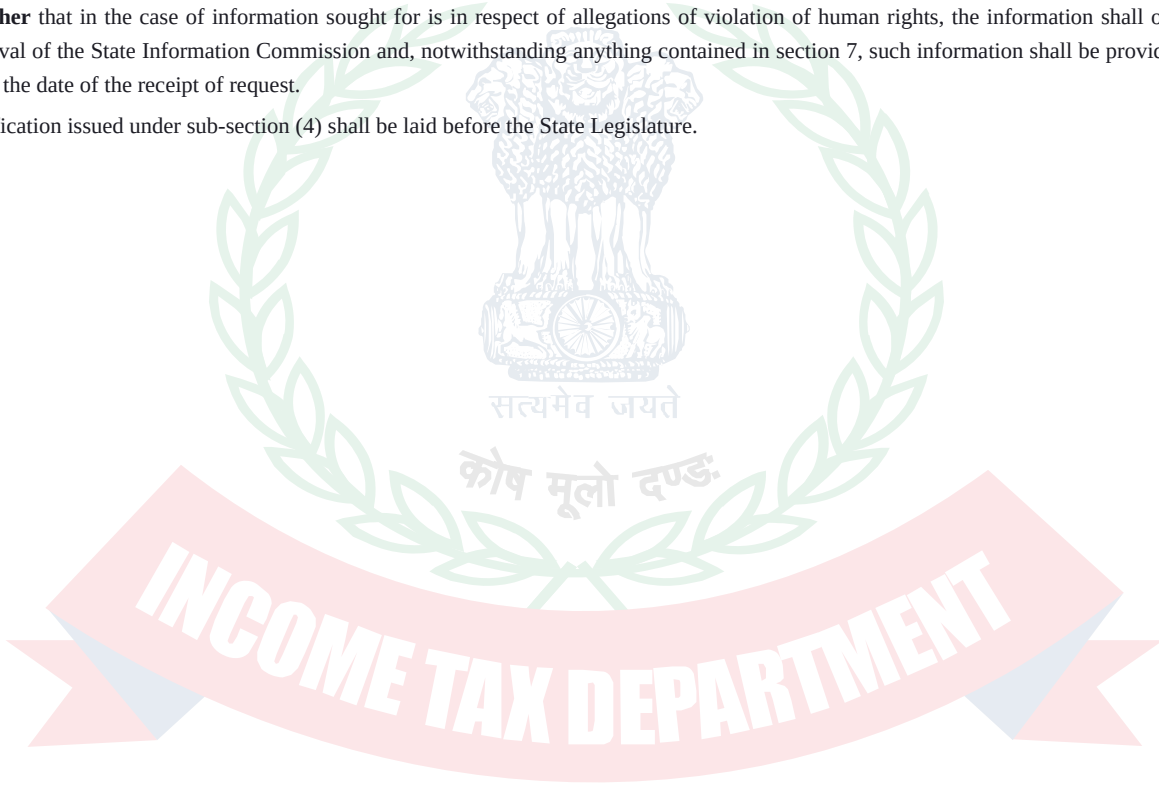 her that in the case of information sought for is in respect of allegations of violation of human rights, the information shall o
val of the State Information Commission and, notwithstanding anything contained in section 7, such information shall be provid
the date of the receipt of request.
ication issued under sub-section (4) shall be laid before the State Legislature.
सत्यमेव जयते
कोष मूलो दण्डः
INCOME TAX DEPARTMENT